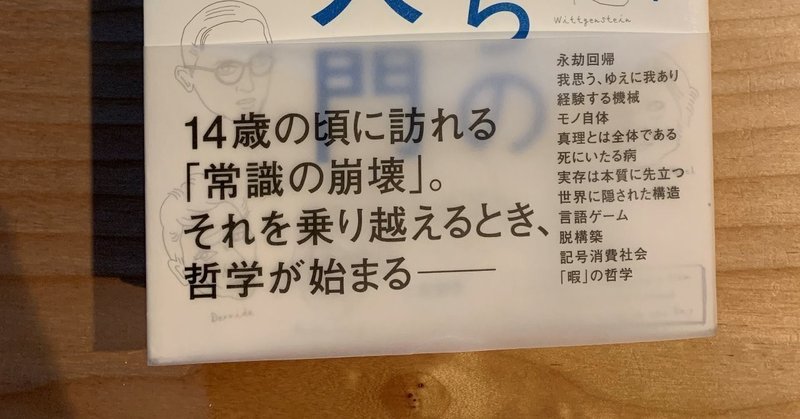 Wittgenstein
門
の
14歳の頃に訪れる
「常識の崩壊」。
それを乗り越えるとき、
哲学が始まる——
永劫回帰
我思う、ゆえに我あり
経験する機械
モノ自体
真理とは全体である
死にいたる病
実存は本質に先立つ
世界に隠された構造
言語ゲーム
脱構築
記号消費社会
「暇」の哲学
Derrida